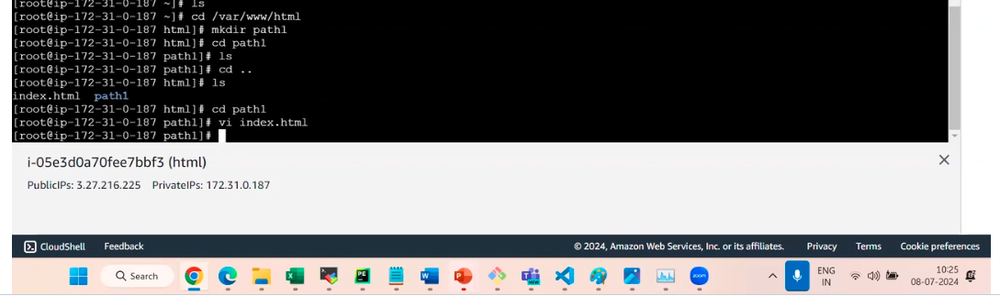 [root@ip-172-31-0-187 ~]# ls
[root@ip-172-31-0-187 ~]# cd /var/www/html
[root@ip-172-31-0-187 html]# mkdir path1
[root@ip-172-31-0-187 html]# cd path1
[root@ip-172-31-0-187 path1]# ls
[root@ip-172-31-0-187 path1]# cd ..
[root@ip-172-31-0-187 html]# ls
index.html  path1
[root@ip-172-31-0-187 html]# cd path1
[root@ip-172-31-0-187 path1]# vi index.html
[root@ip-172-31-0-187 path1]#
i-05e3d0a70fee7bbf3 (html)
PublicIPs: 3.27.216.225 PrivateIPs: 172.31.0.187
CloudShell Feedback © 2024, Amazon Web Services, Inc. or its affiliates. Privacy Terms Cookie preferences
Search ENG 10:25
IN 08-07-2024